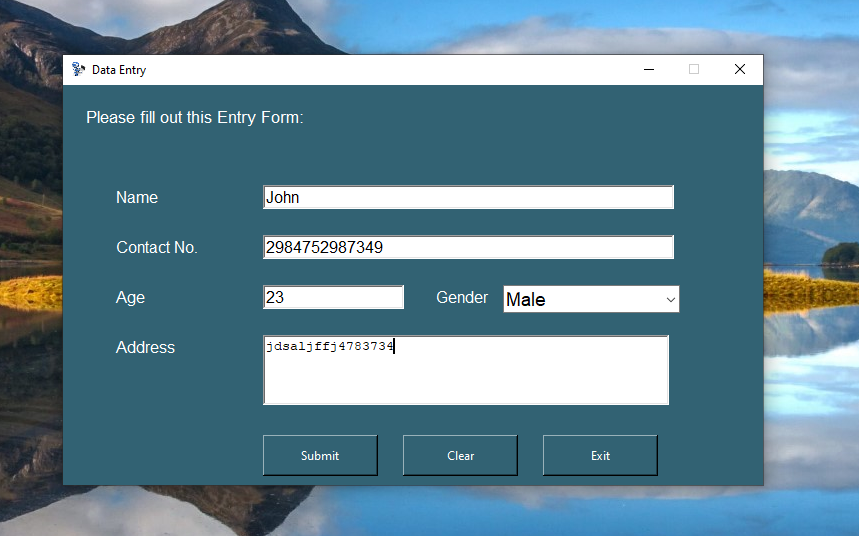 Data Entry
Please fill out this Entry Form:
Name John
Contact No. 2984752987349
Age 23 Gender Male
Address jdsaljffj4783734
Submit Clear Exit